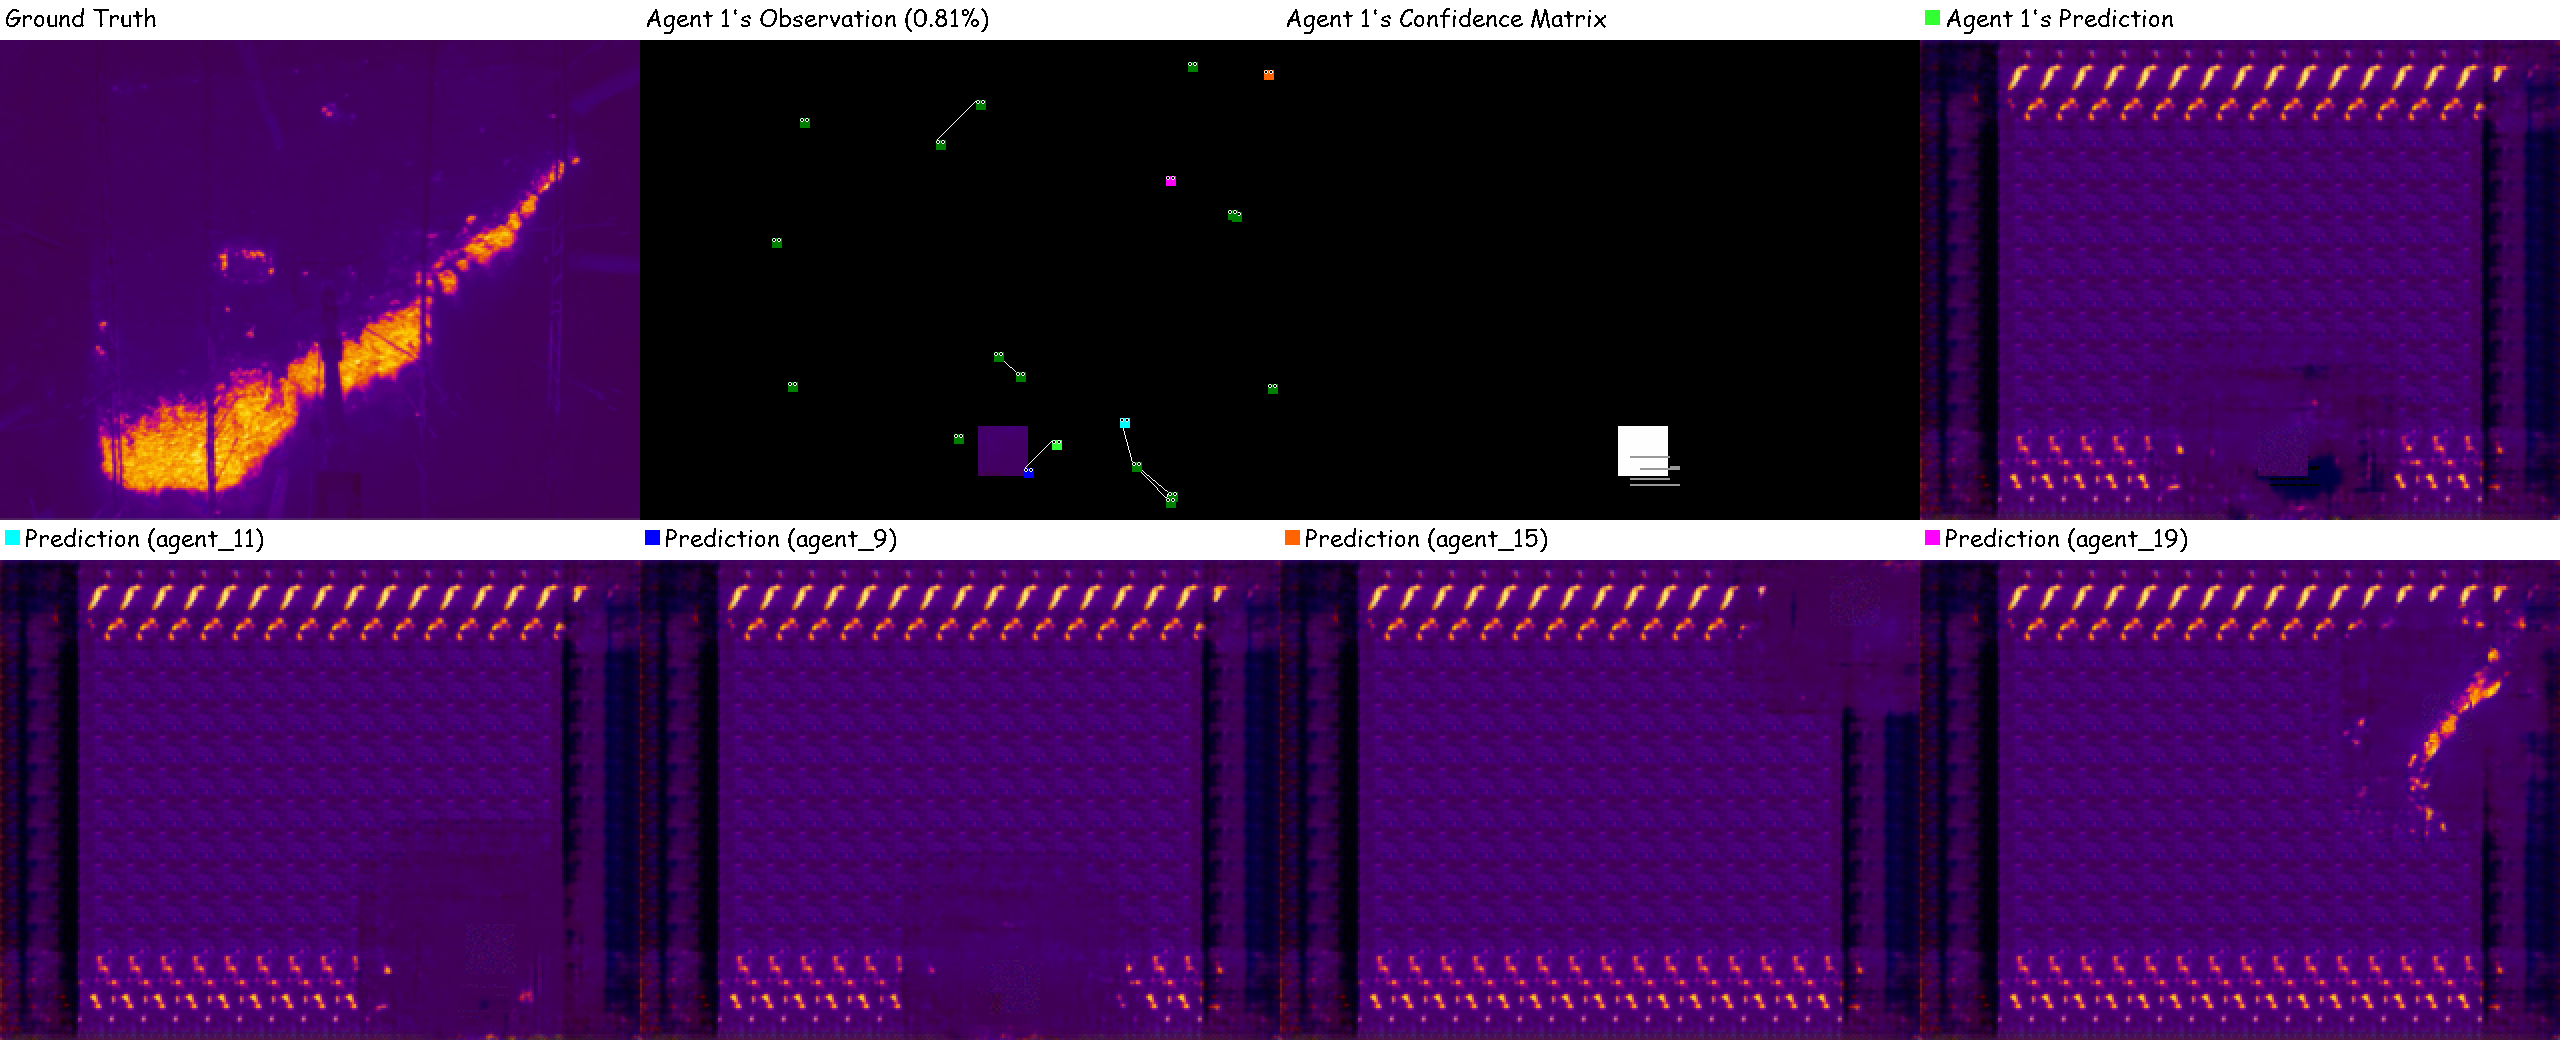 Ground Truth
Agent 1's Observation (0.81%)
Agent 1's Confidence Matrix
Agent 1's Prediction
Prediction (agent_11)
Prediction (agent_9)
Prediction (agent_15)
Prediction (agent_19)